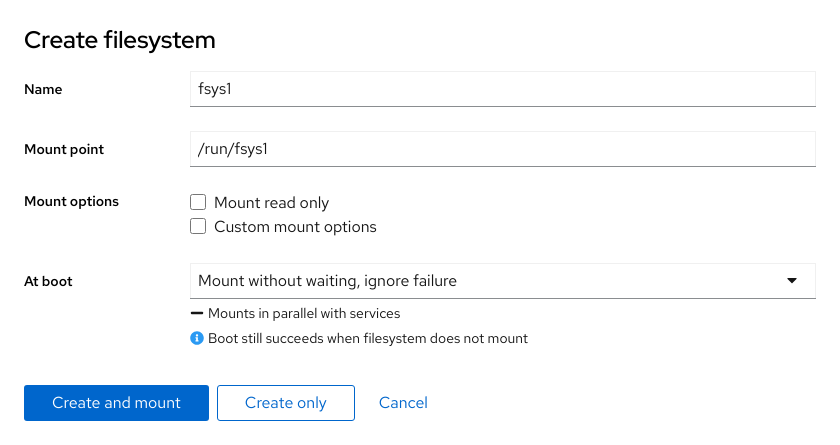 Create filesystem
Name
fsys1
Mount point
/run/fsys1
Mount options
Mount read only
Custom mount options
At boot
Mount without waiting, ignore failure
Mounts in parallel with services
Boot still succeeds when filesystem does not mount
Create and mount
Create only
Cancel